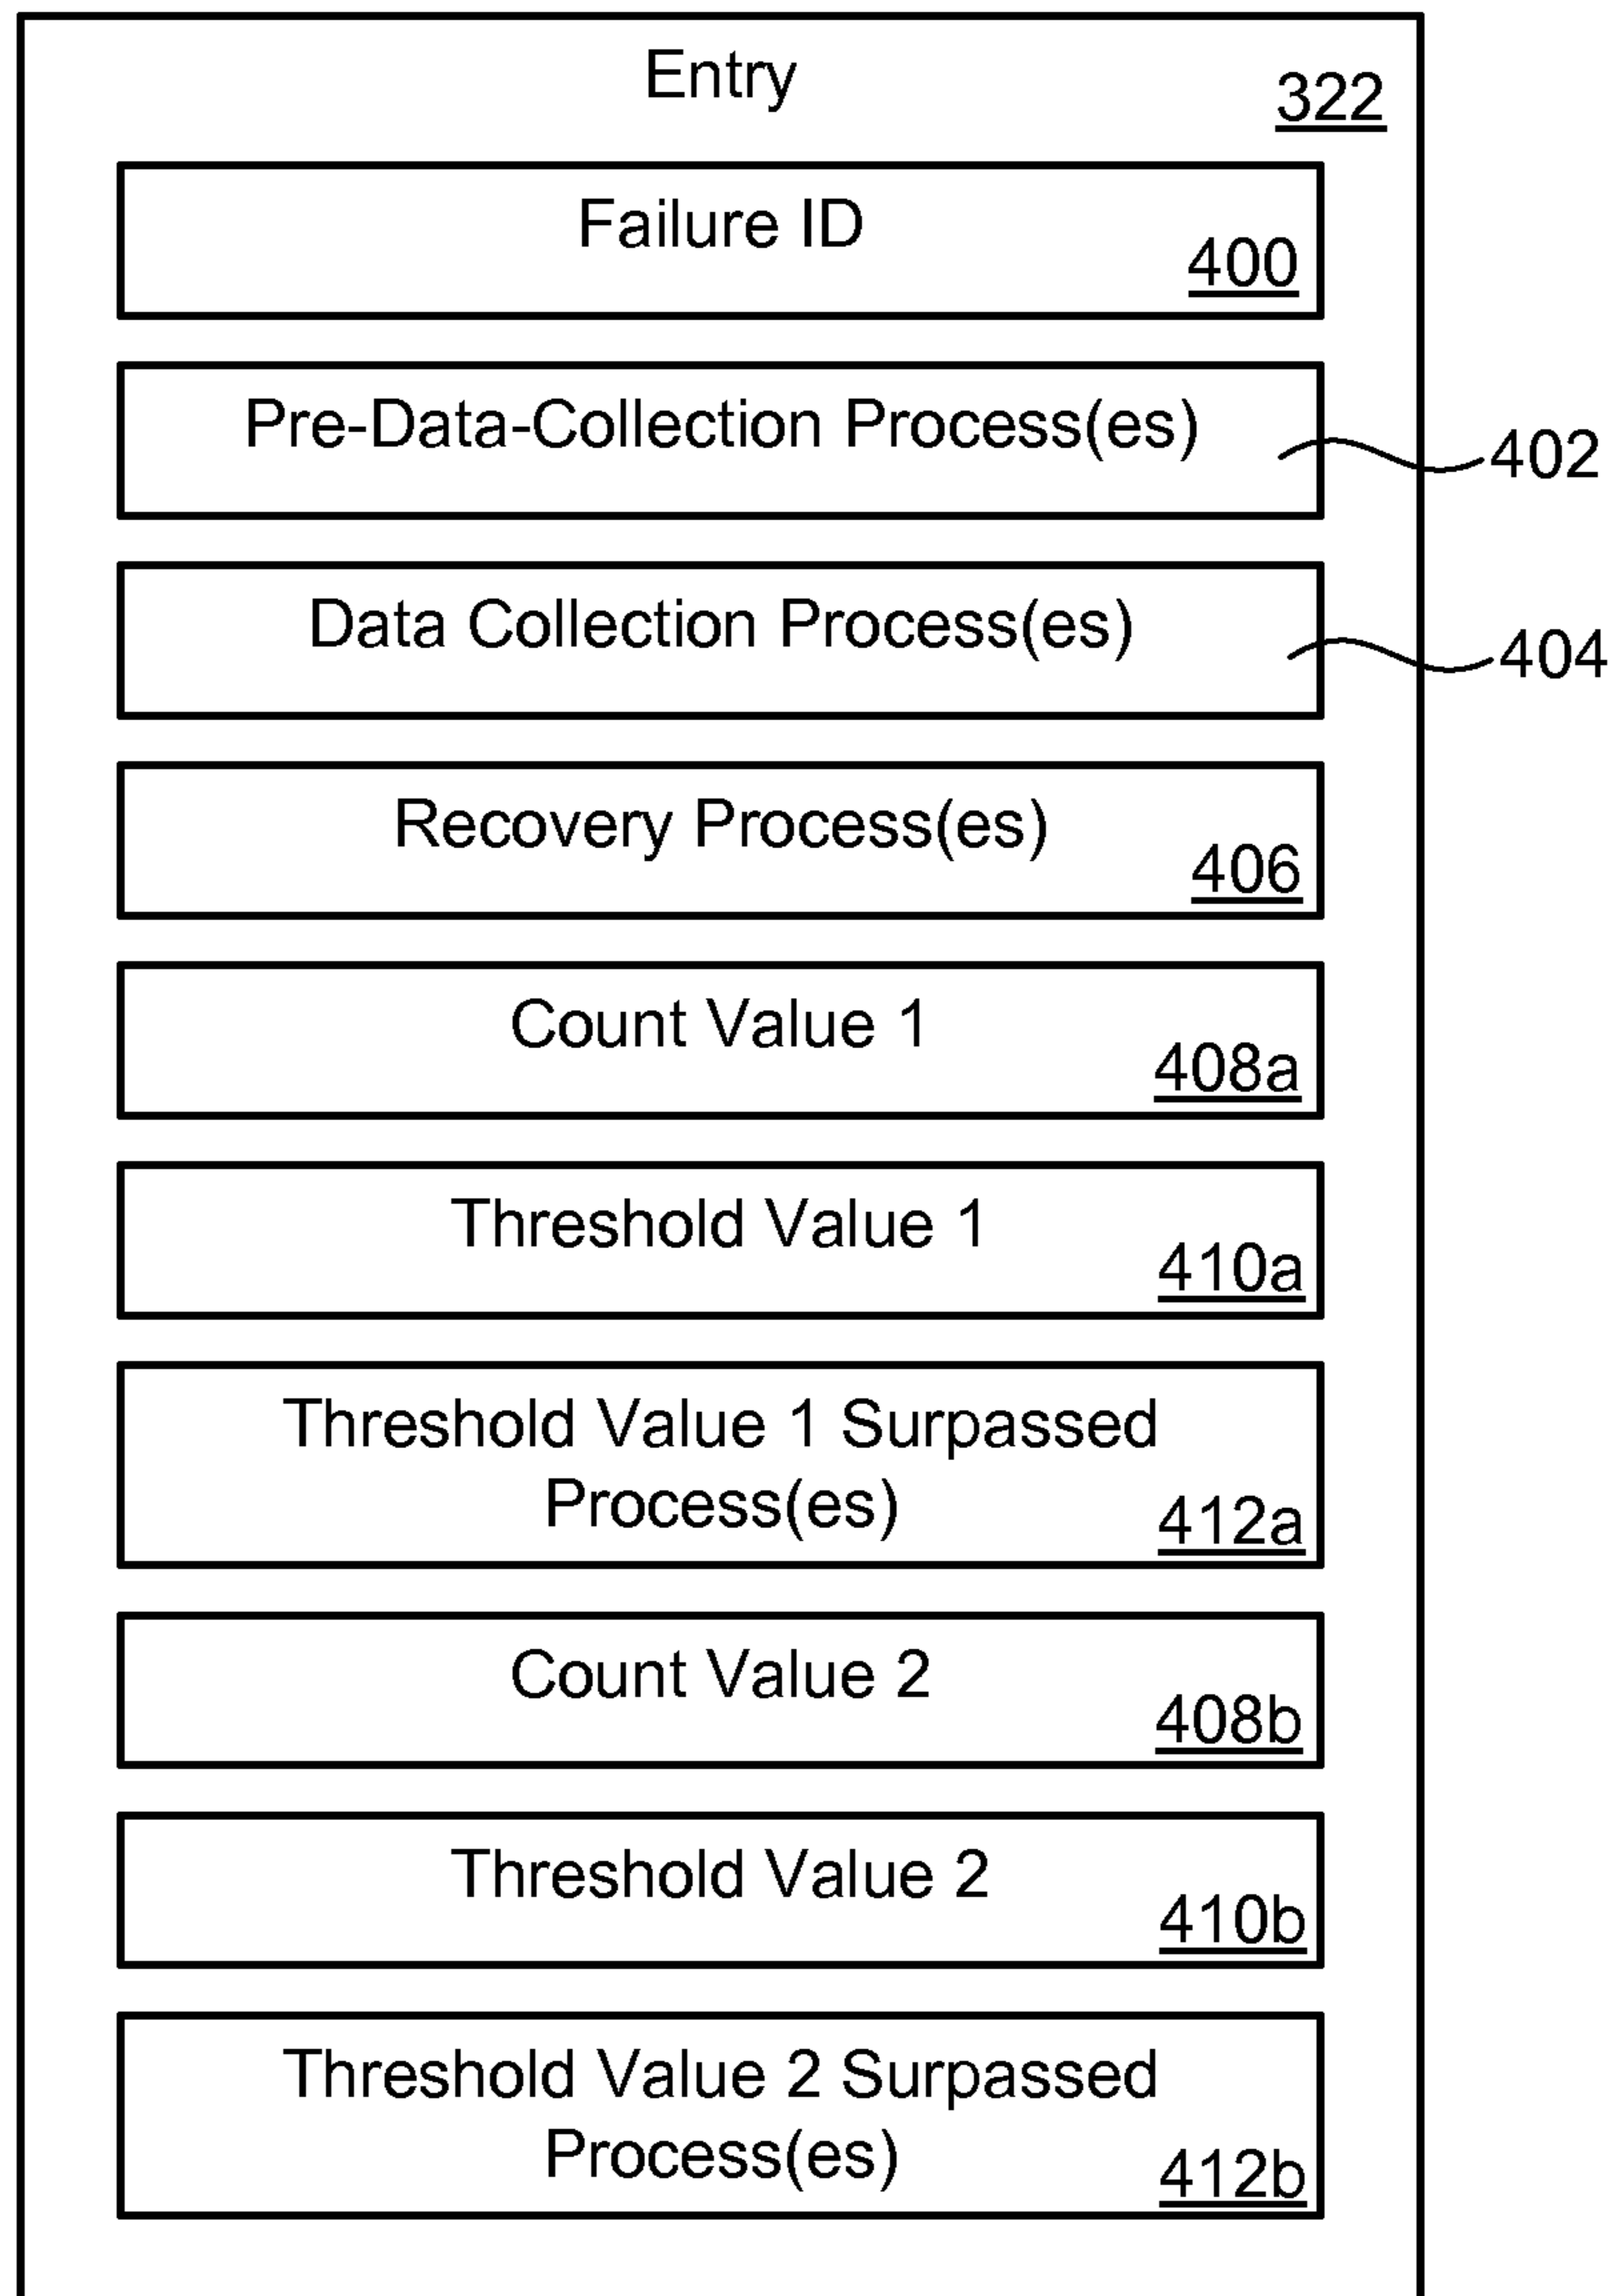 Entry
322
Failure ID
400
Pre-Data-Collection Process(es)
402
Data Collection Process(es)
404
Recovery Process(es)
406
Count Value 1
408a
Threshold Value 1
410a
Threshold Value 1 Surpassed
Process(es)
412a
Count Value 2
408b
Threshold Value 2
410b
Threshold Value 2 Surpassed
Process(es)
412b